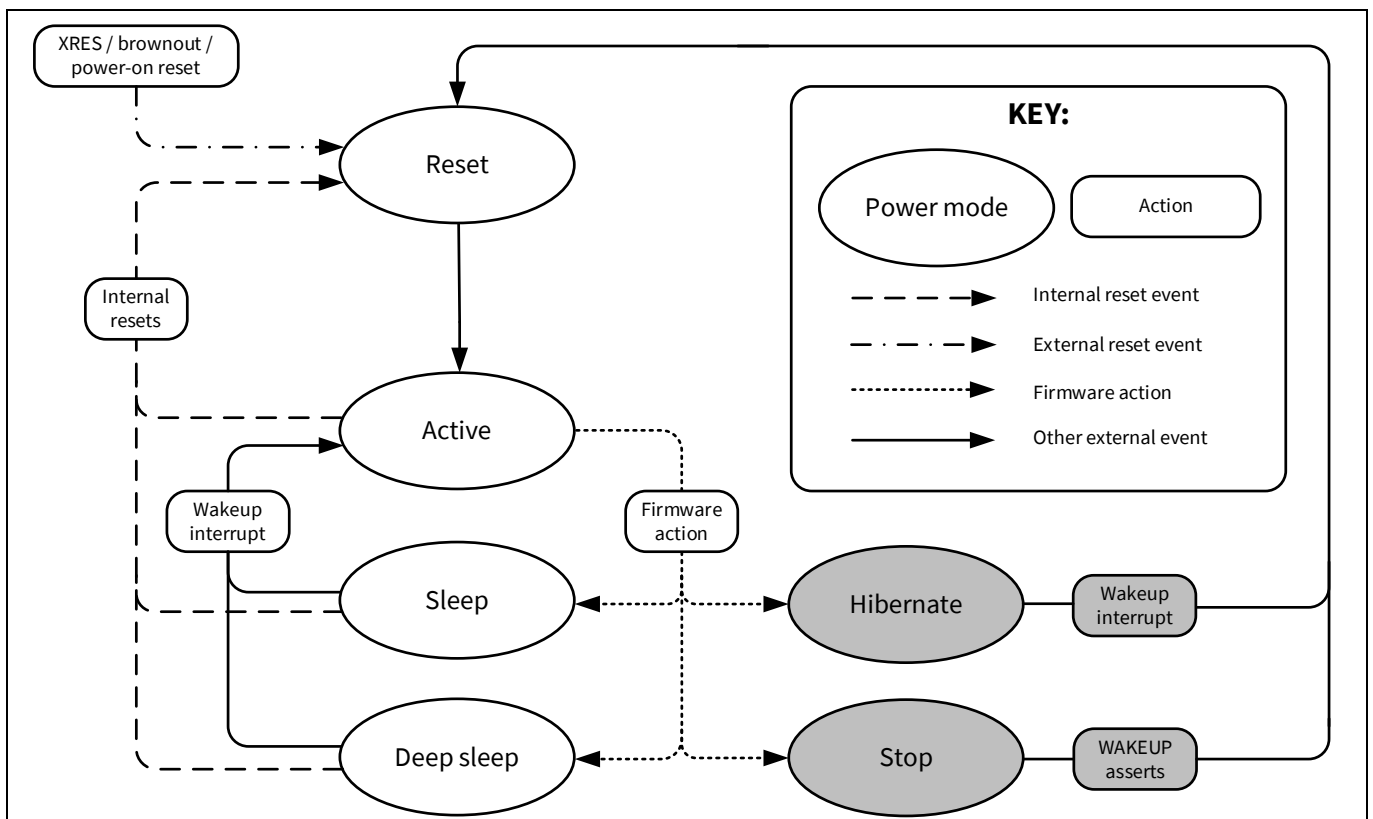 XRES / brownout /
power-on reset
KEY:
Reset
Power mode
Action
Internal
resets
Internal reset event
External reset event
Firmware action
Other external event
Active
Wakeup
interrupt
Firmware
action
Sleep
Hibernate
Wakeup
interrupt
Deep sleep
Stop
WAKEUP
asserts